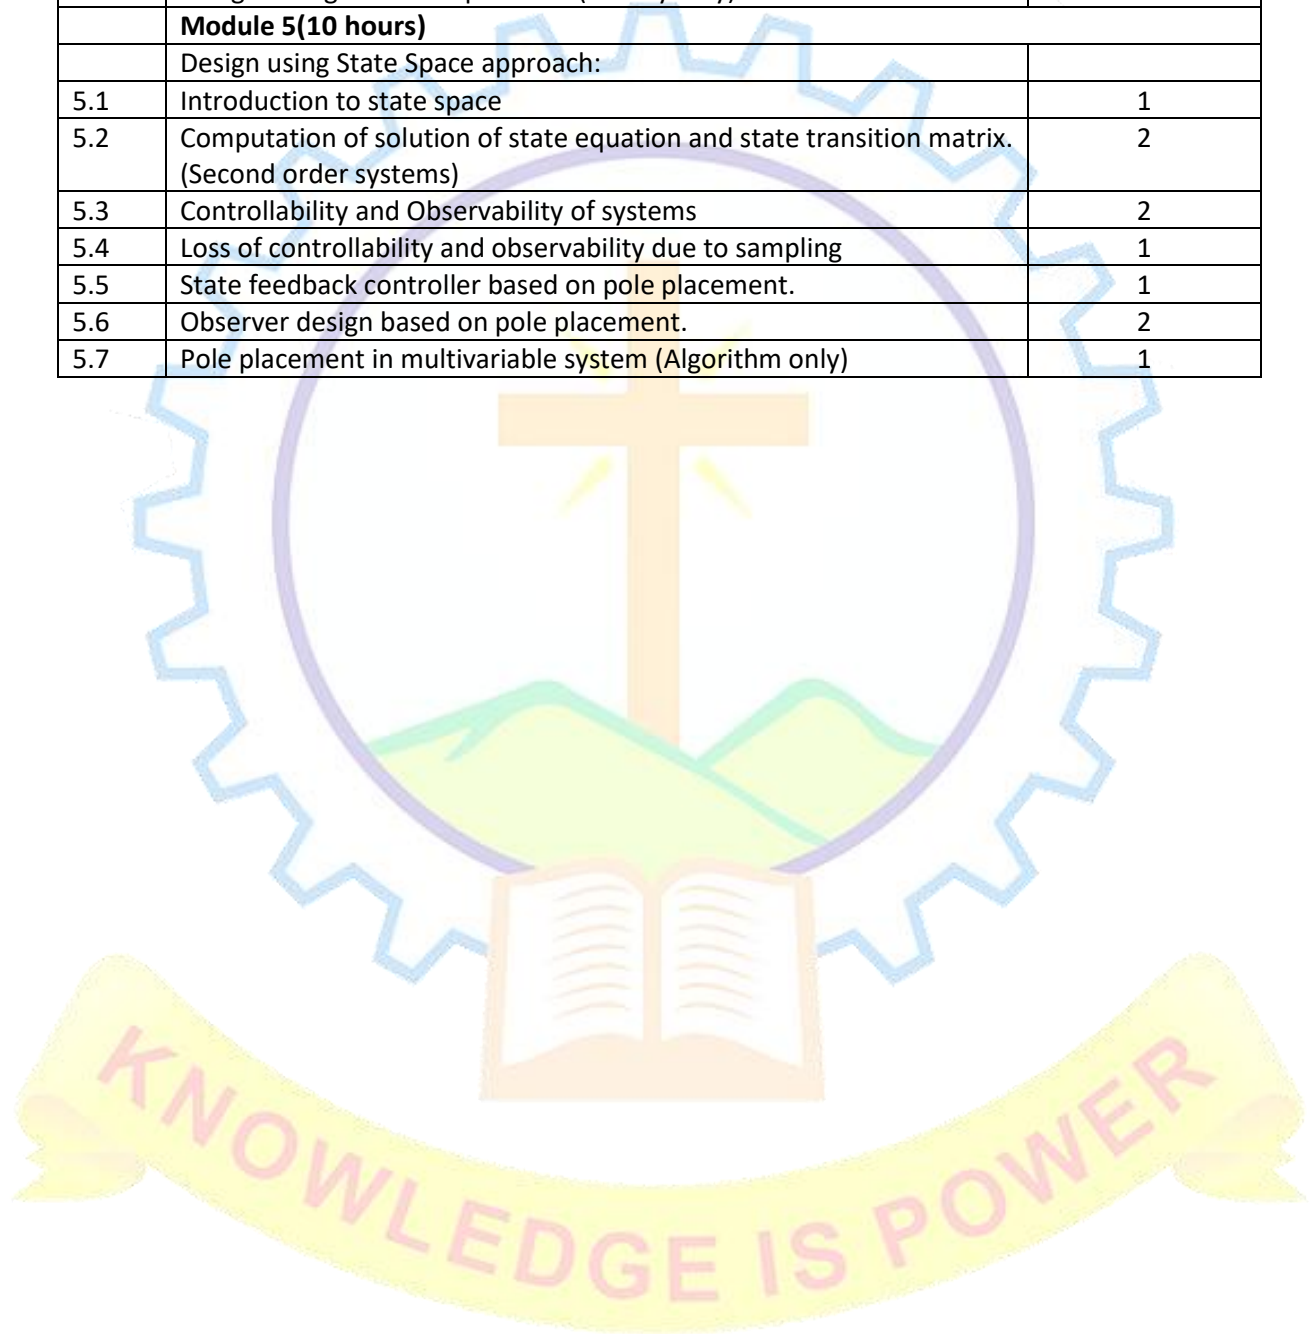 Module 5(10 hours)
Design using State Space approach:
5.1 Introduction to state space 1
5.2 Computation of solution of state equation and state transition matrix. 2
(Second order systems)
5.3 Controllability and Observability of systems 2
5.4 Loss of controllability and observability due to sampling 1
5.5 State feedback controller based on pole placement. 1
5.6 Observer design based on pole placement. 2
5.7 Pole placement in multivariable system (Algorithm only) 1
KNOWLEDGE IS POWER